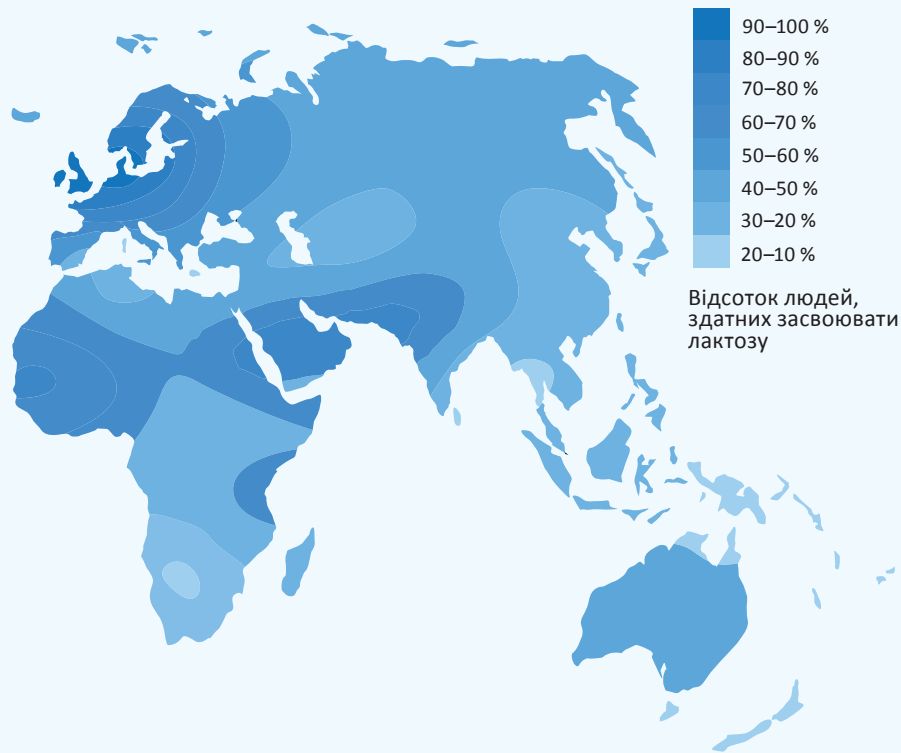 90–100 %
80–90 %
70–80 %
60–70 %
50–60 %
40–50 %
30–20 %
20–10 %
Відсоток людей,
здатних засвоювати
лактозу